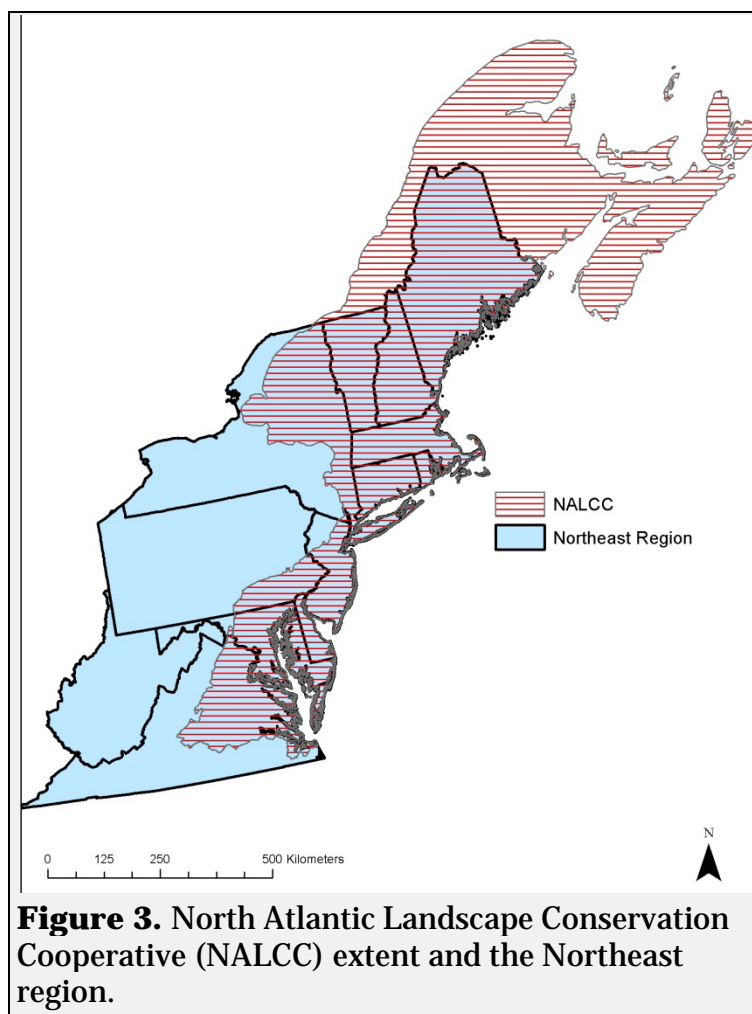 NALCC
Northeast Region
0 125 250 500 Kilometers
N
Figure 3. North Atlantic Landscape Conservation
Cooperative (NALCC) extent and the Northeast
region.